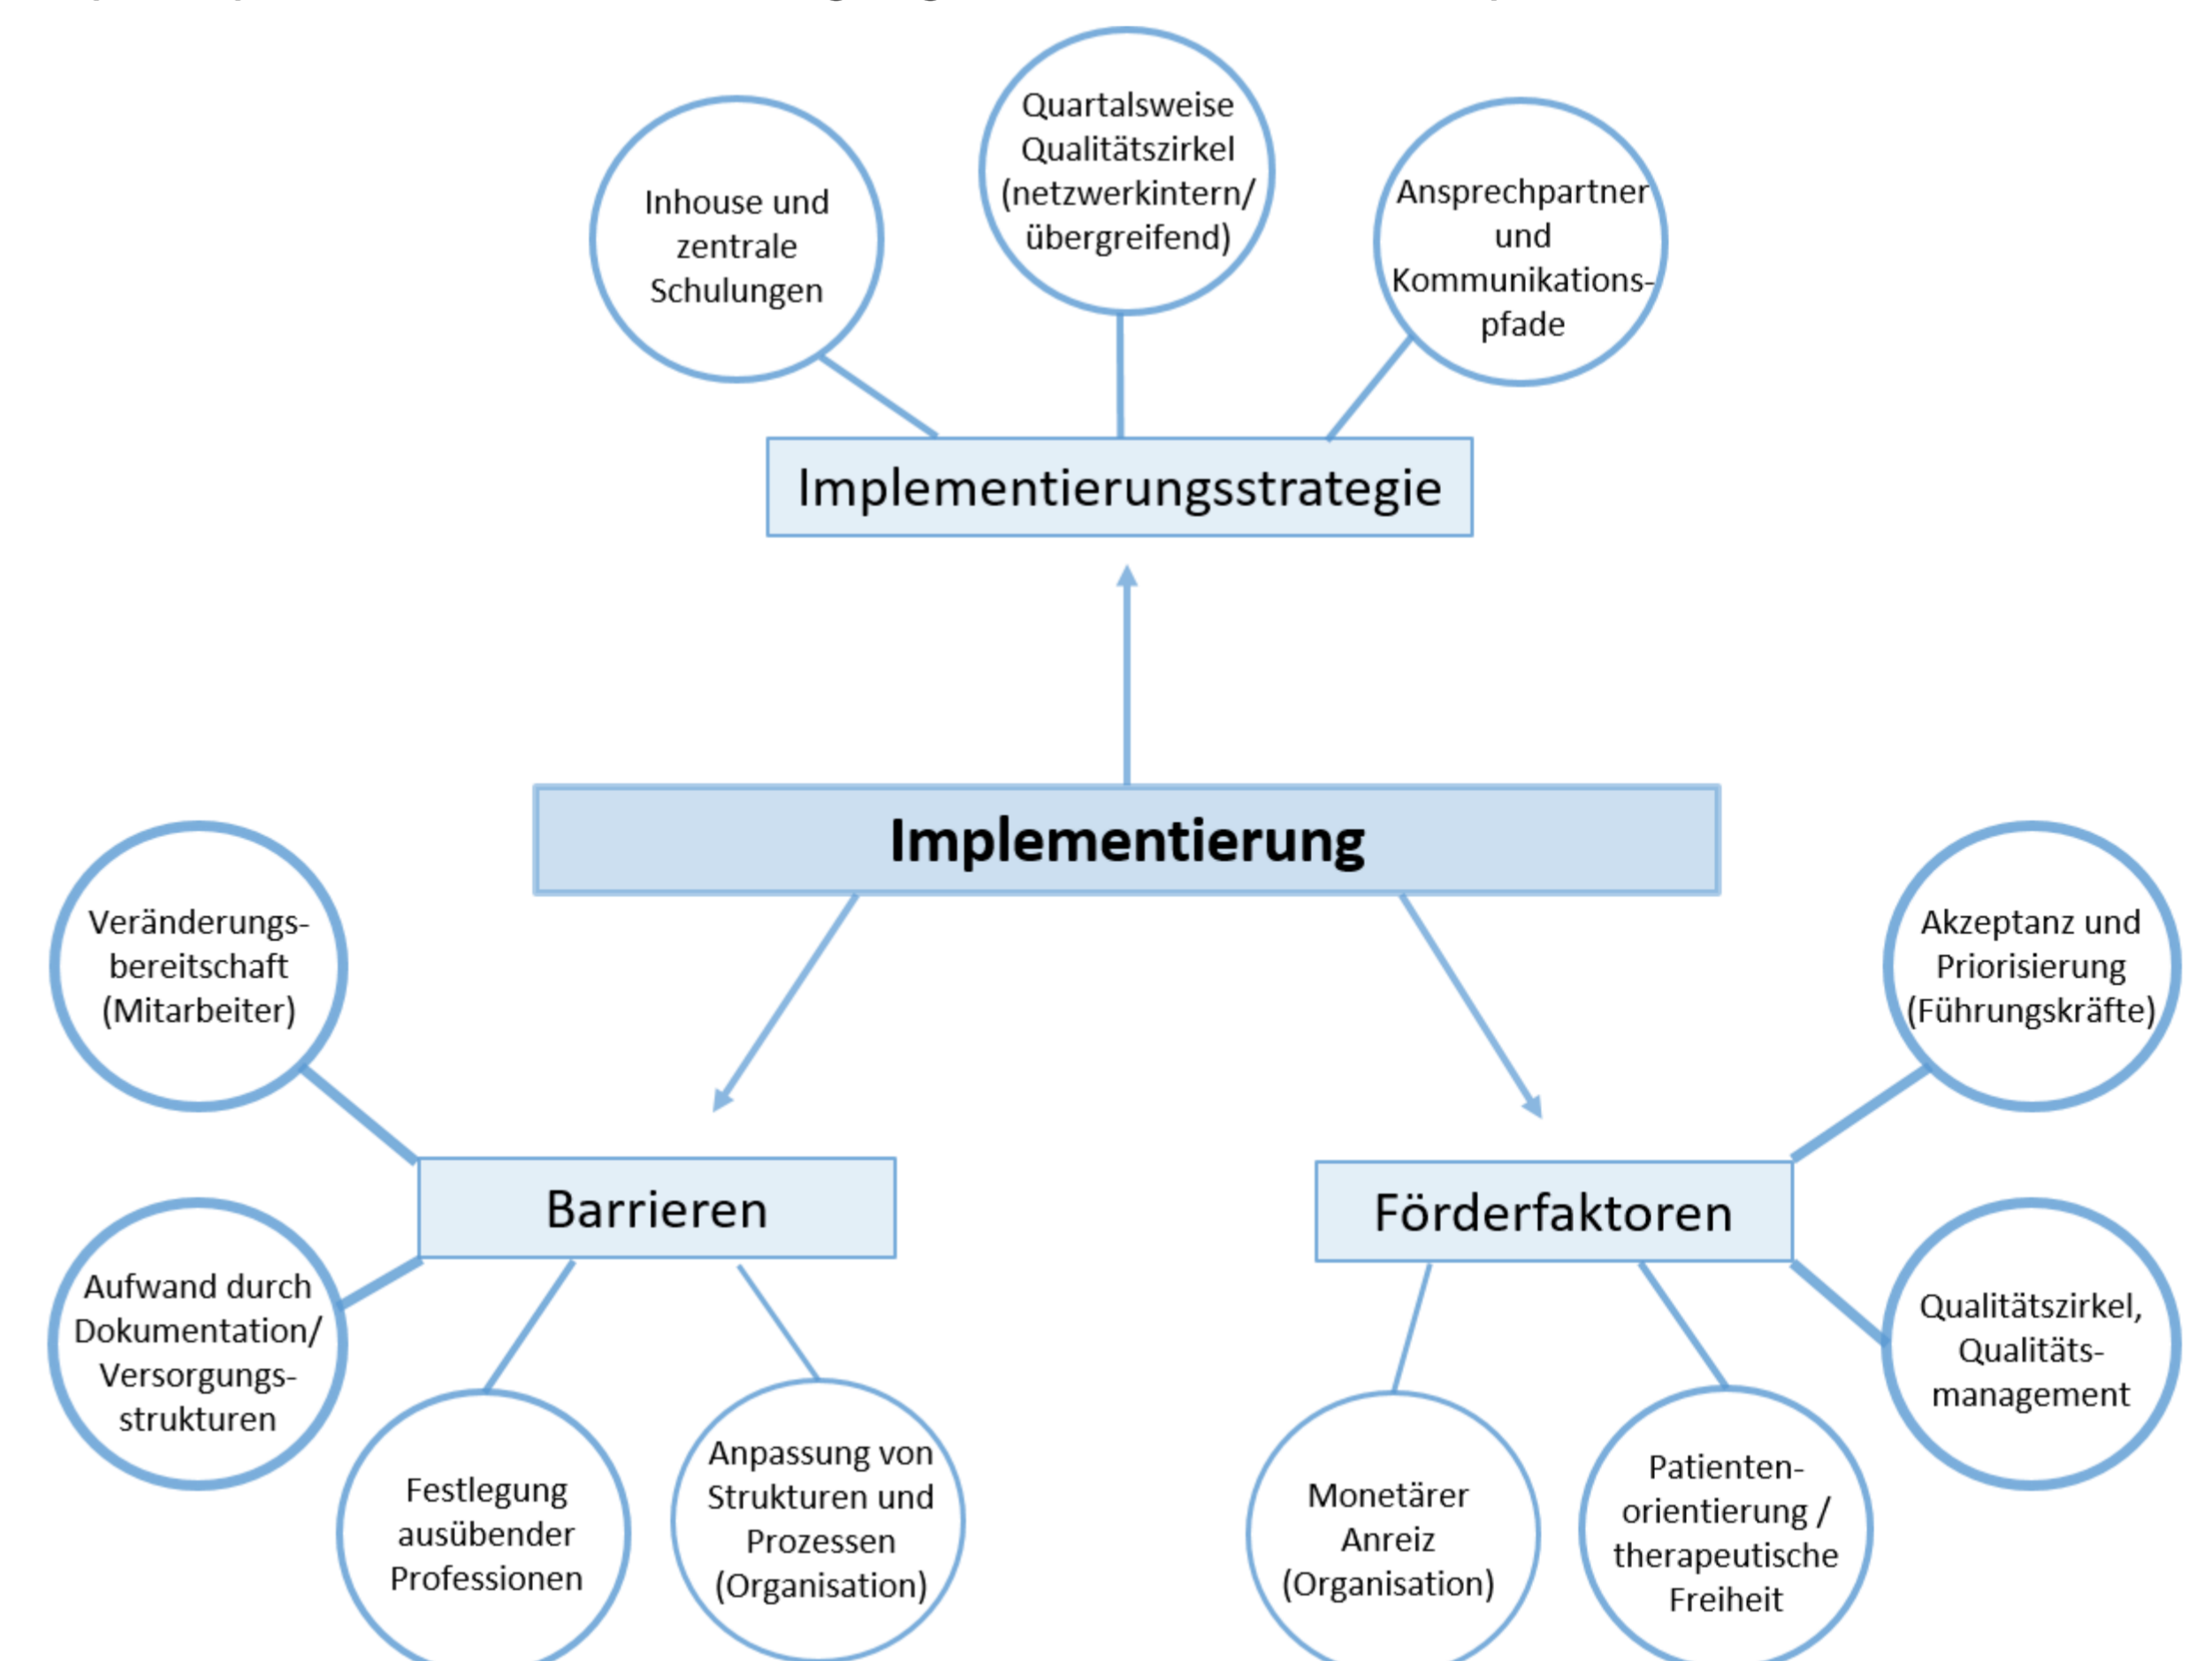 Inhouse und
zentrale
Schulungen
Quartalsweise
Qualitätszirkel
(netzwerkintern/
übergreifend)
Ansprechpartner
und
Kommunikations-
pfade
Implementierungsstrategie
Implementierung
Veränderungs-
bereitschaft
(Mitarbeiter)
Akzeptanz und
Priorisierung
(Führungskräfte)
Barrieren
Förderfaktoren
Aufwand durch
Dokumentation/
Versorgungs-
strukturen
Festlegung
ausübender
Professionen
Anpassung von
Strukturen und
Prozessen
(Organisation)
Monetärer
Anreiz
(Organisation)
Patienten-
orientierung /
therapeutische
Freiheit
Qualitätszirkel,
Qualitäts-
management